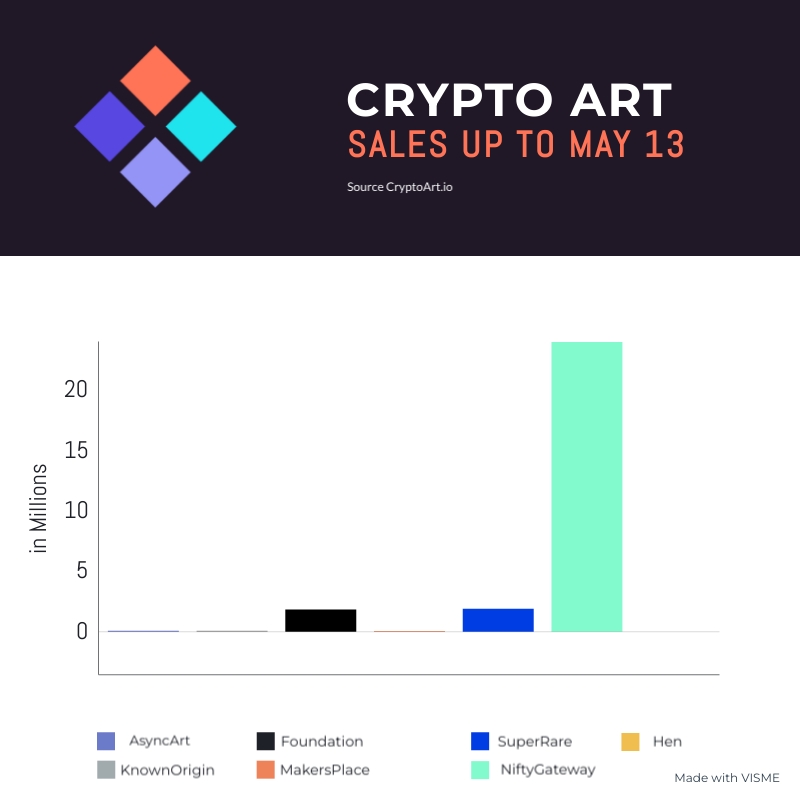 CRYPTO ART
SALES UP TO MAY 13
Source CryptoArt.io
20
15
10
5
0
in Millions
AsyncArt
Foundation
SuperRare
Hen
KnownOrigin
MakersPlace
NiftyGateway
Made with VISME